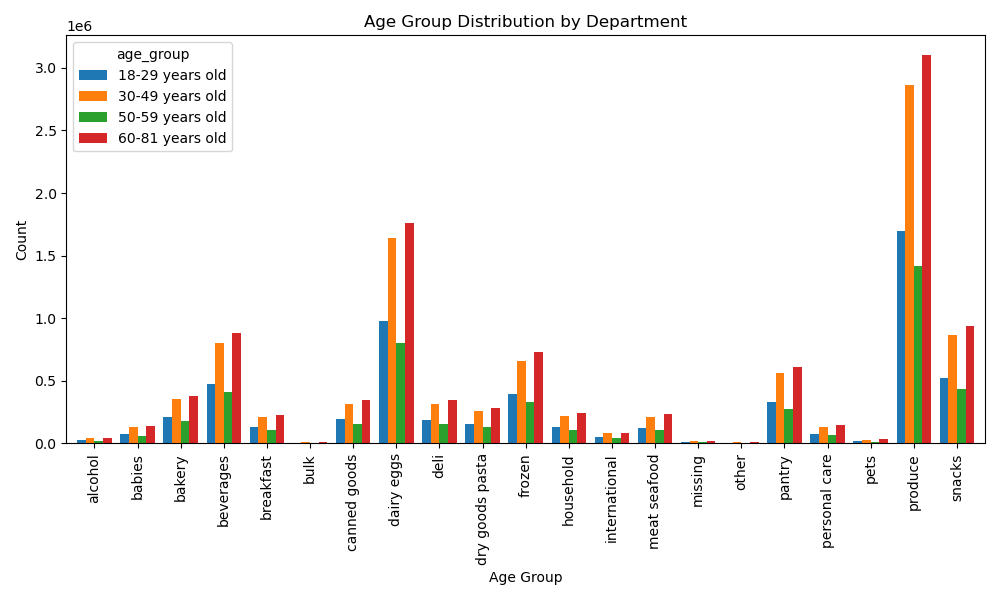 Age Group Distribution by Department
1e6
age_group
18-29 years old
30-49 years old
50-59 years old
60-81 years old
3.0
2.5
2.0
1.5
1.0
0.5
0.0
Count
alcohol
babies
bakery
beverages
breakfast
bulk
canned goods
dairy eggs
deli
dry goods pasta
frozen
household
international
meat seafood
missing
other
pantry
personal care
pets
produce
snacks
Age Group